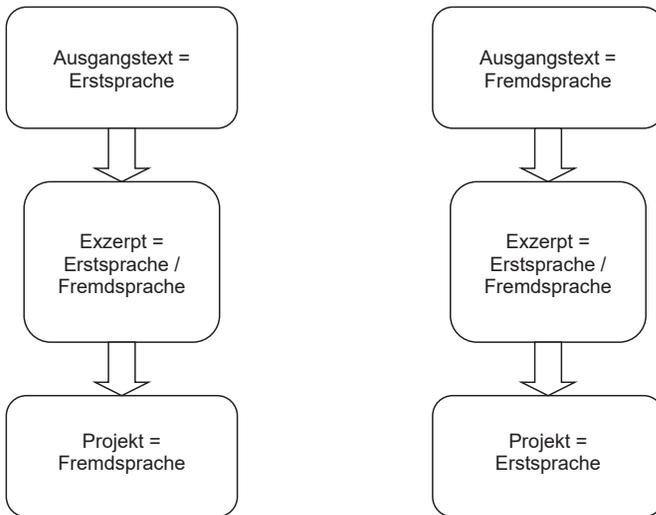 Ausgangstext =
Erstsprache
Exzerpt =
Erstsprache /
Fremdsprache
Projekt =
Fremdsprache
Ausgangstext =
Fremdsprache
Exzerpt =
Erstsprache /
Fremdsprache
Projekt =
Erstsprache